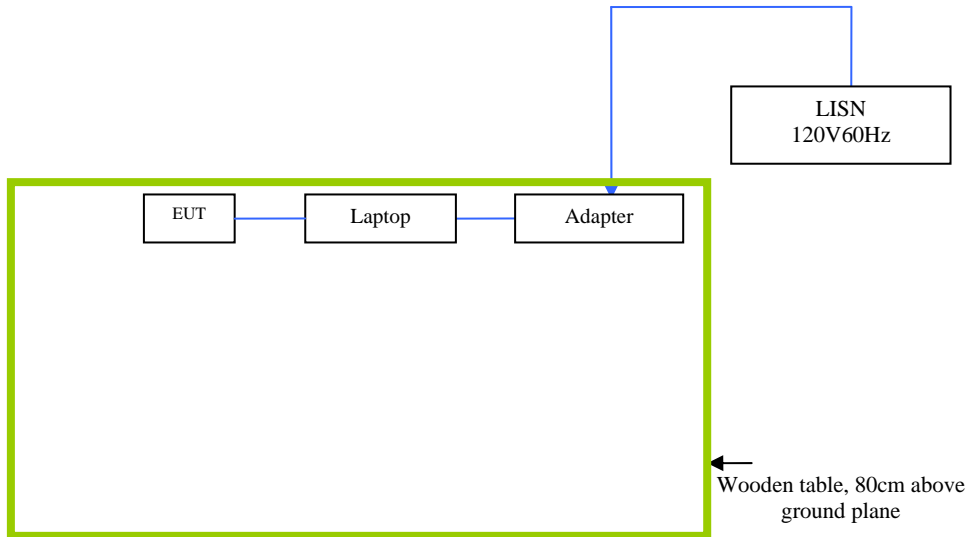 LISN
120V60Hz
EUT
Laptop
Adapter
Wooden table, 80cm above
ground plane